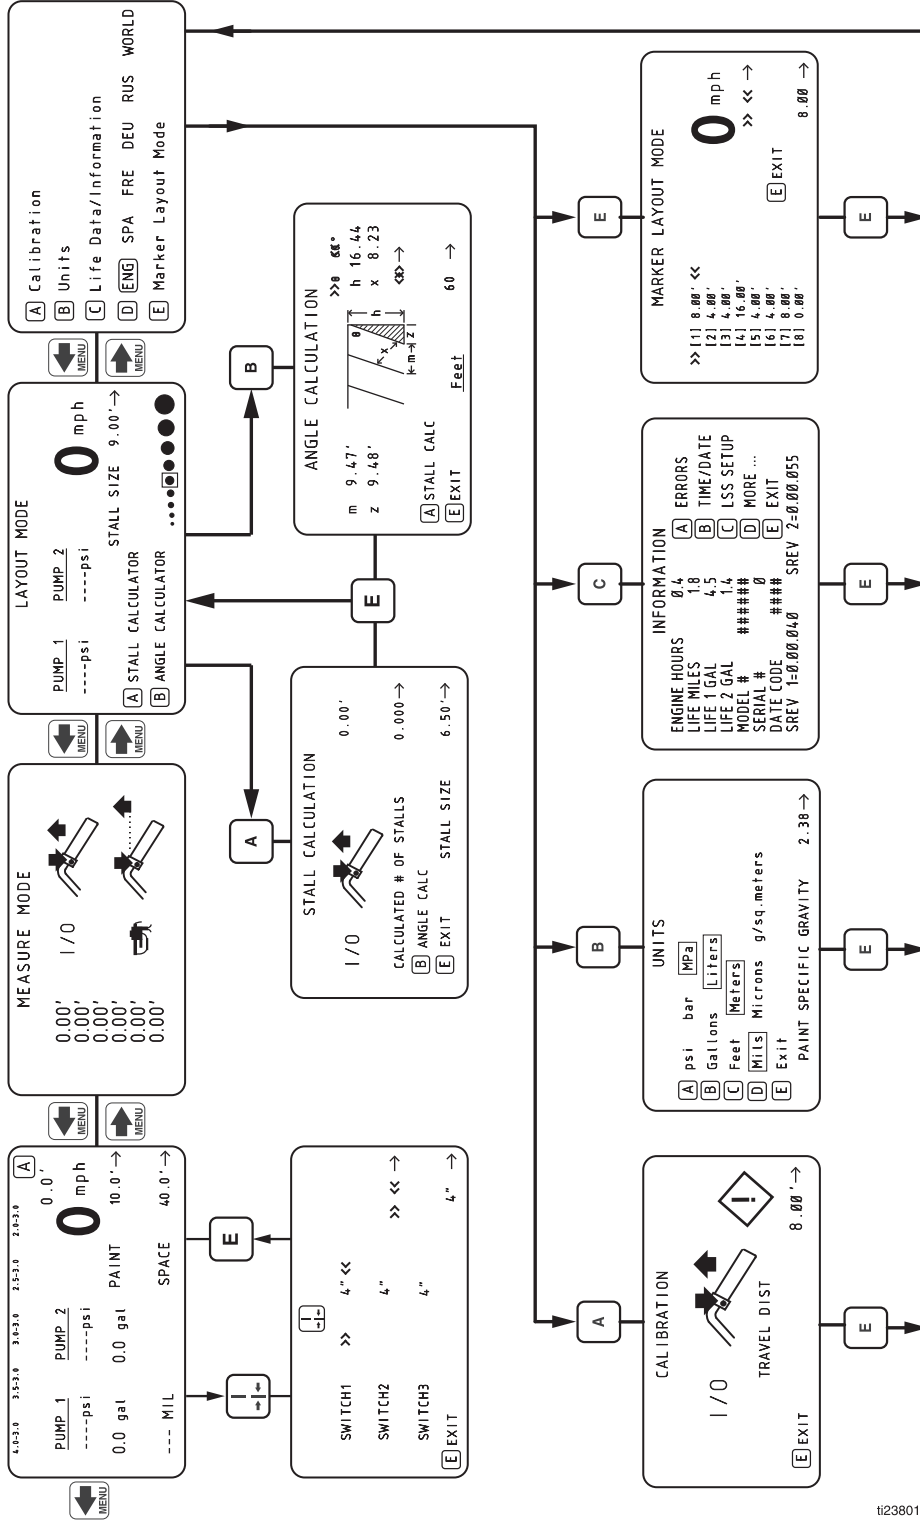 MENU
4.0-3.0 3.5-3.0 3.0-3.0 2.5-3.0 2.0-3.0
A
PUMP 1 PUMP 2 0.0'
----psi ----psi 0 mph
0.0 gal 0.0 gal PAINT 10.0'→
--- MIL SPACE 40.0'→
MENU
MENU
MEASURE MODE
0.00'
0.00'
0.00'
0.00'
0.00'
0.00'
I/O
MENU
MENU
LAYOUT MODE
PUMP 1 PUMP 2
----psi ----psi 0 mph
STALL SIZE 9.00'→
A STALL CALCULATOR
B ANGLE CALCULATOR
MENU
MENU
A Calibration
B Units
C Life Data/Information
D ENG SPA FRE DEU RUS WORLD
E Marker Layout Mode
E
SWITCH1 >> 4" <<
SWITCH2 4" >> << →
SWITCH3 4" 4" →
E EXIT
A
STALL CALCULATION
I/O 0.00'
CALCULATED # OF STALLS 0.000→
B ANGLE CALC
E EXIT STALL SIZE 6.50'→
E
B
ANGLE CALCULATION
m 9.47' h 16.44
z 9.48' x 8.23
θ
h
x
m z
A STALL CALC
E EXIT Feet 60 →
A
CALIBRATION
I/O
TRAVEL DIST 8.00'→
E EXIT
E
B
UNITS
A psi bar MPa
B Gallons Liters
C Feet Meters
D Mils Microns g/sq.meters
E Exit
PAINT SPECIFIC GRAVITY 2.38→
E
C
INFORMATION
ENGINE HOURS 0.4 A ERRORS
LIFE MILES 1.8
LIFE 1 GAL 4.5 B TIME/DATE
LIFE 2 GAL 1.4 C LSS SETUP
MODEL # ###### D MORE ...
SERIAL # 0
DATE CODE #### E EXIT
SREV 1=0.00.040 SREV 2=0.00.055
E
E
MARKER LAYOUT MODE
>> [1] 8.00' <<
[2] 4.00'
[3] 4.00'
[4] 16.00'
[5] 4.00'
[6] 4.00'
[7] 8.00'
[8] 0.00'
0 mph
>> << →
E EXIT
8.00 →
E
ti23801